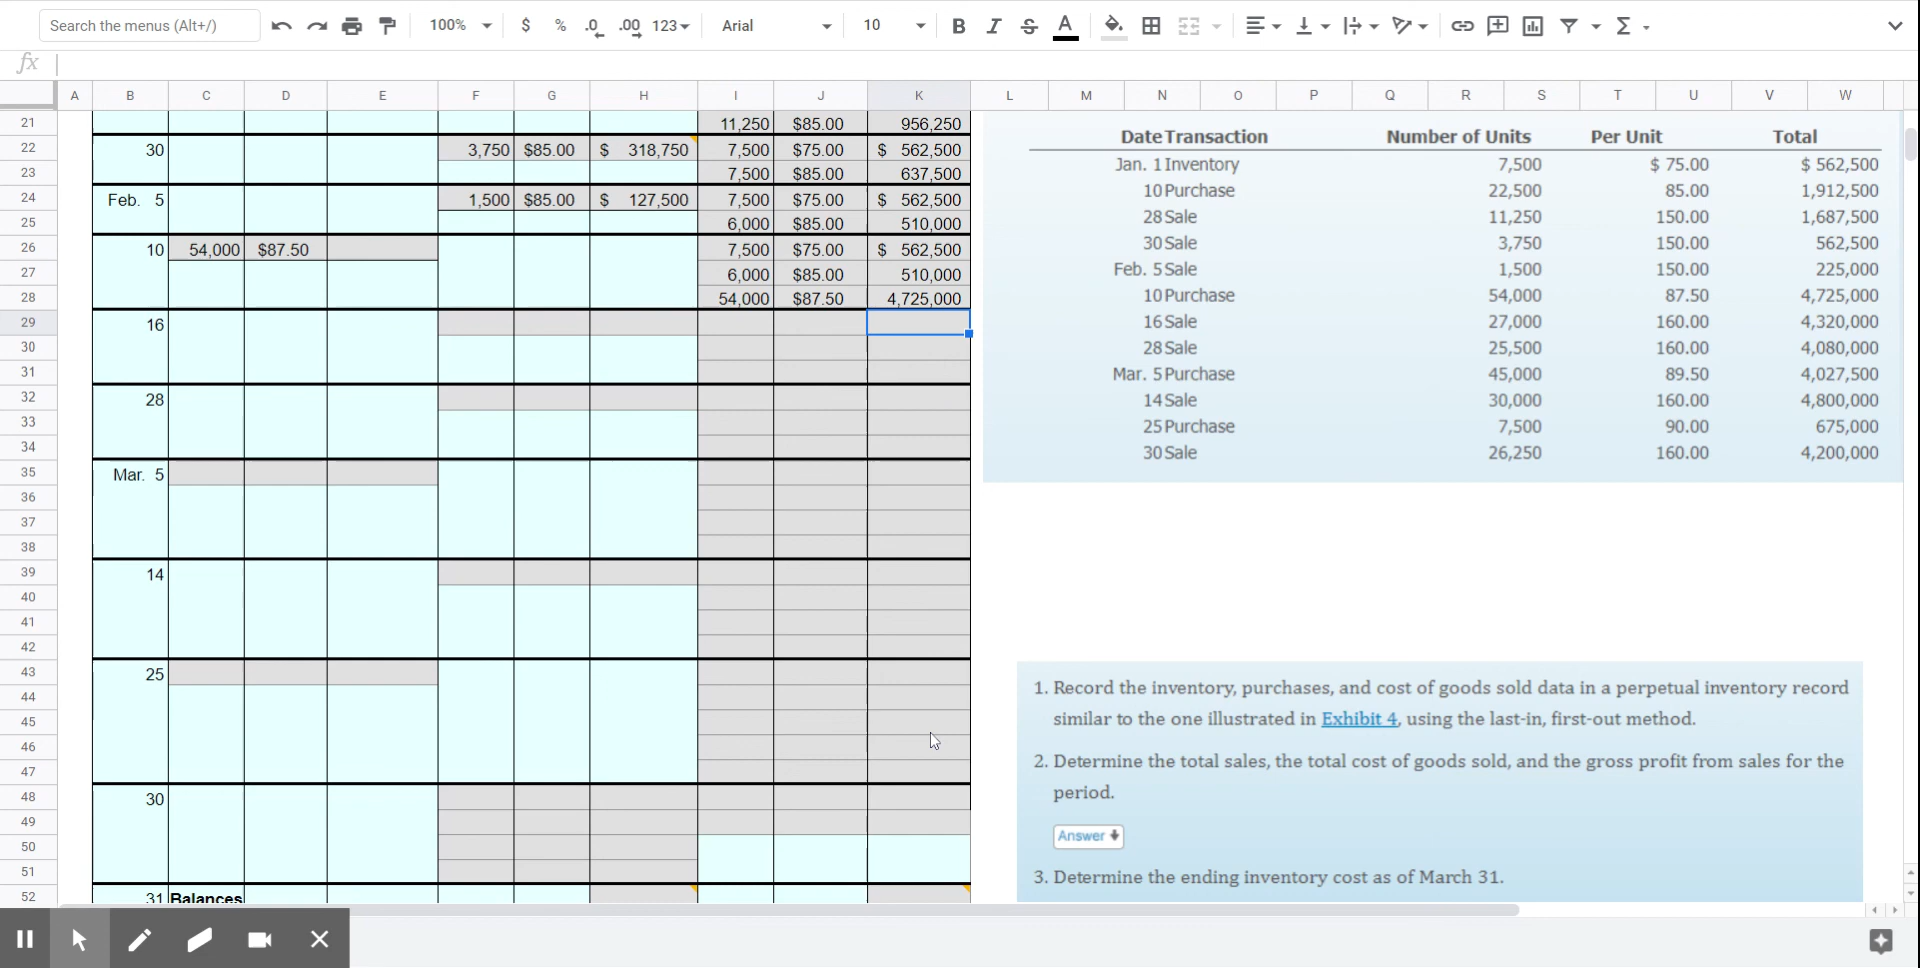 Search the menus (Alt+/) 100% $ % .0 .00 123 Arial 10 B I S A Σ
fx
A B C D E F G H I J K L M N O P Q R S T U V W
21 11,250 $85.00 956,250
22 30 3,750 $85.00 $ 318,750 7,500 $75.00 $ 562,500
23 7,500 $85.00 637,500
24 Feb. 5 1,500 $85.00 $ 127,500 7,500 $75.00 $ 562,500
25 6,000 $85.00 510,000
26 10 54,000 $87.50 7,500 $75.00 $ 562,500
27 6,000 $85.00 510,000
28 54,000 $87.50 4,725,000
29 16
30
31
32 28
33
34
35 Mar. 5
36
37
38
39 14
40
41
42
43 25
44
45
46
47
48 30
49
50
51
52 31 Balances
Date Transaction Number of Units Per Unit Total
Jan. 1 Inventory 7,500 $ 75.00 $ 562,500
10 Purchase 22,500 85.00 1,912,500
28 Sale 11,250 150.00 1,687,500
30 Sale 3,750 150.00 562,500
Feb. 5 Sale 1,500 150.00 225,000
10 Purchase 54,000 87.50 4,725,000
16 Sale 27,000 160.00 4,320,000
28 Sale 25,500 160.00 4,080,000
Mar. 5 Purchase 45,000 89.50 4,027,500
14 Sale 30,000 160.00 4,800,000
25 Purchase 7,500 90.00 675,000
30 Sale 26,250 160.00 4,200,000
1. Record the inventory, purchases, and cost of goods sold data in a perpetual inventory record
similar to the one illustrated in Exhibit 4, using the last-in, first-out method.
2. Determine the total sales, the total cost of goods sold, and the gross profit from sales for the
period.
Answer
3. Determine the ending inventory cost as of March 31.